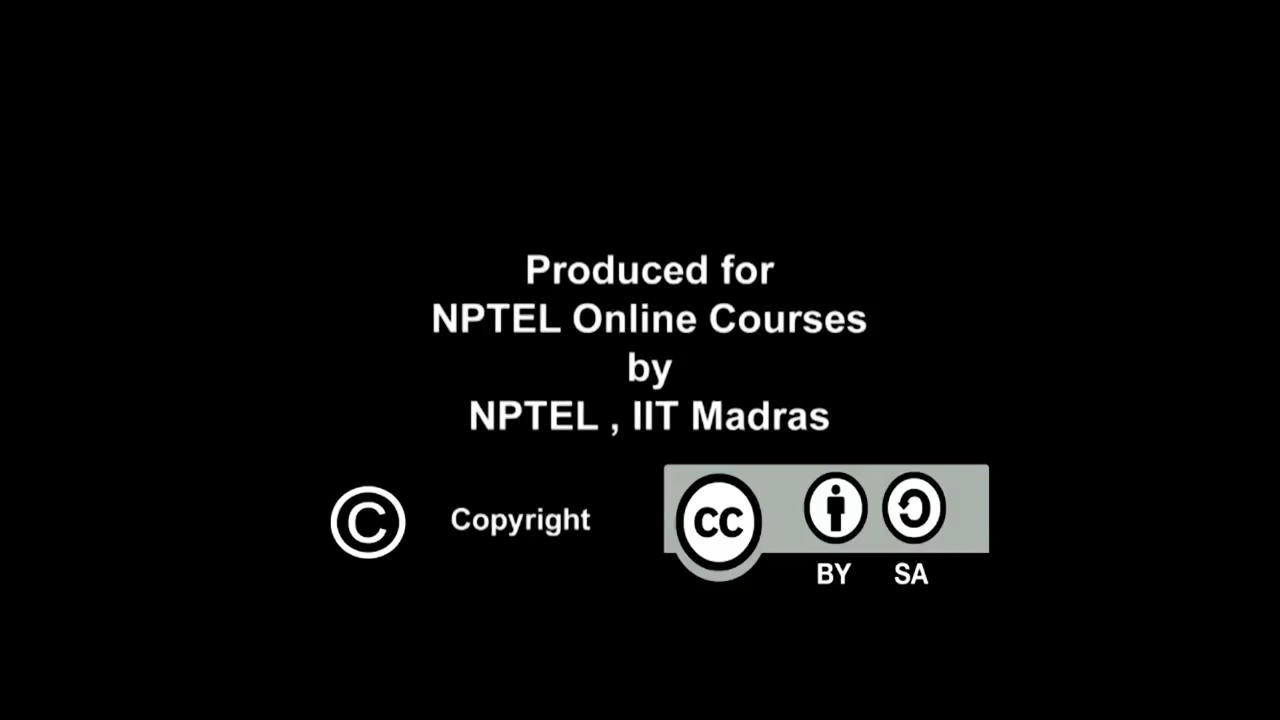 Produced for
NPTEL Online Courses
by
NPTEL , IIT Madras
© Copyright
cc
BY SA